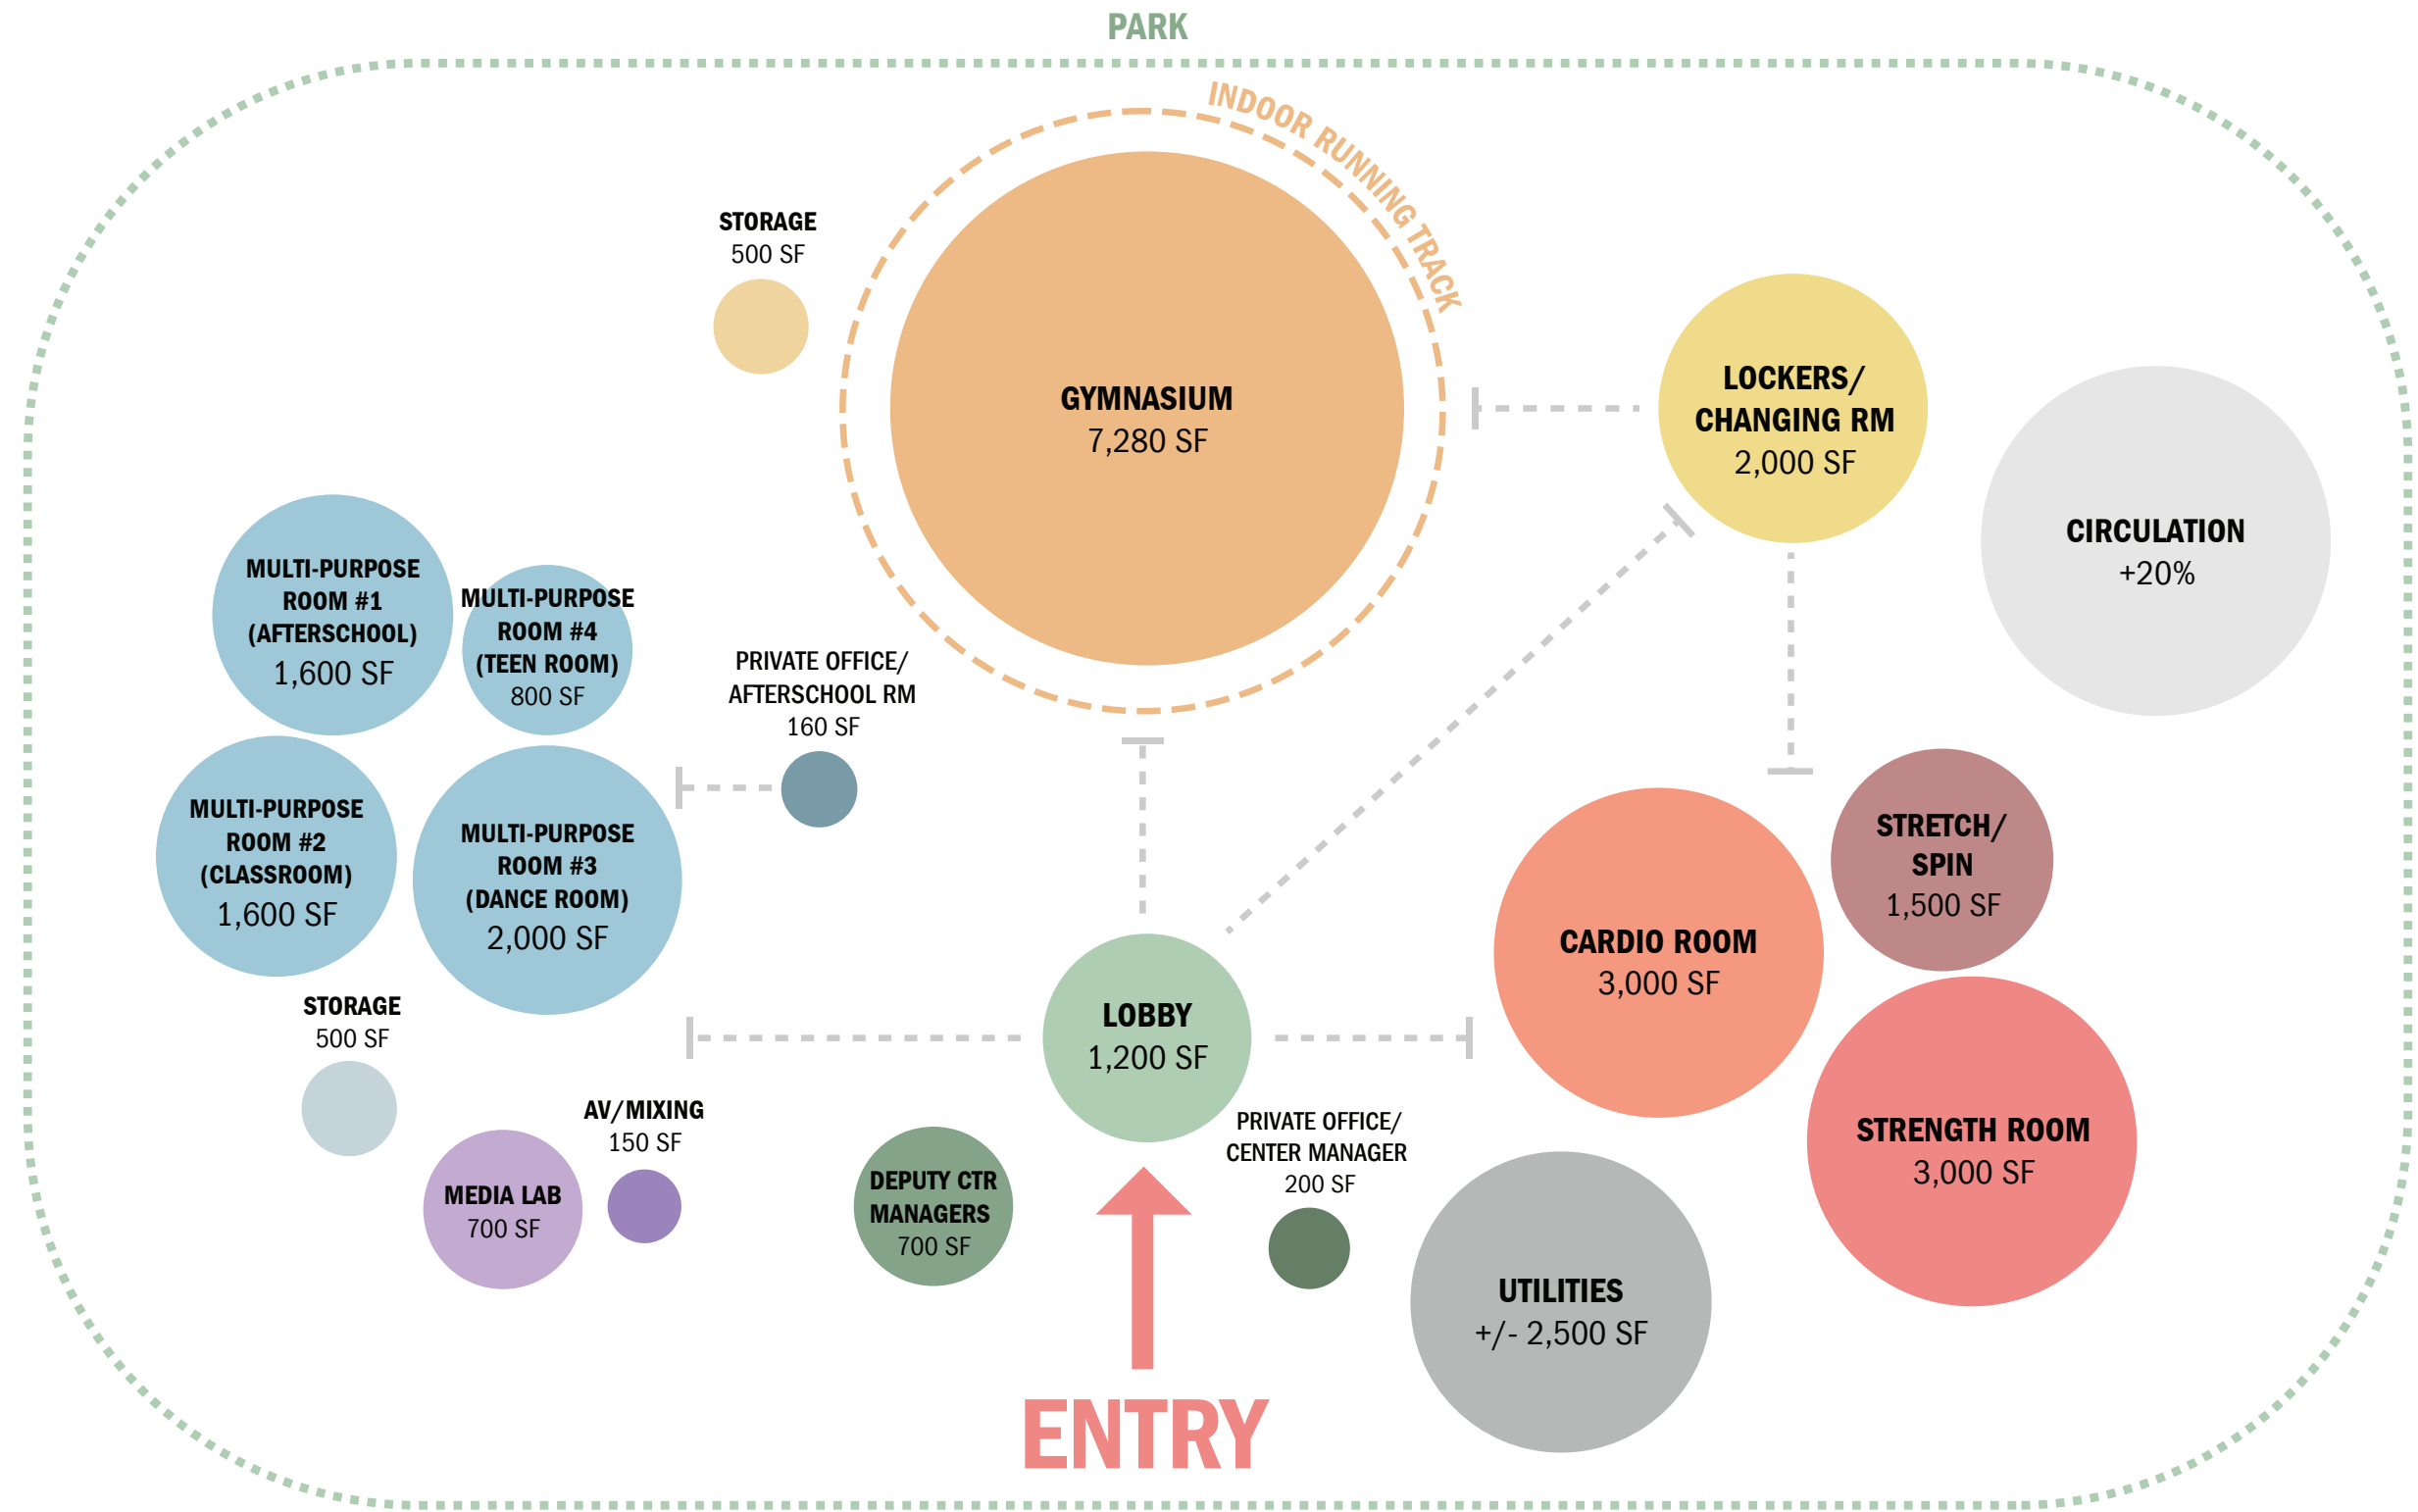 PARK
INDOOR RUNNING TRACK
STORAGE
500 SF
GYMNASIUM
7,280 SF
LOCKERS/
CHANGING RM
2,000 SF
CIRCULATION
+20%
MULTI-PURPOSE
ROOM #1
(AFTERSCHOOL)
1,600 SF
MULTI-PURPOSE
ROOM #4
(TEEN ROOM)
800 SF
PRIVATE OFFICE/
AFTERSCHOOL RM
160 SF
MULTI-PURPOSE
ROOM #2
(CLASSROOM)
1,600 SF
MULTI-PURPOSE
ROOM #3
(DANCE ROOM)
2,000 SF
STRETCH/
SPIN
1,500 SF
CARDIO ROOM
3,000 SF
STORAGE
500 SF
LOBBY
1,200 SF
AV/MIXING
150 SF
MEDIA LAB
700 SF
DEPUTY CTR
MANAGERS
700 SF
PRIVATE OFFICE/
CENTER MANAGER
200 SF
STRENGTH ROOM
3,000 SF
UTILITIES
+/- 2,500 SF
ENTRY